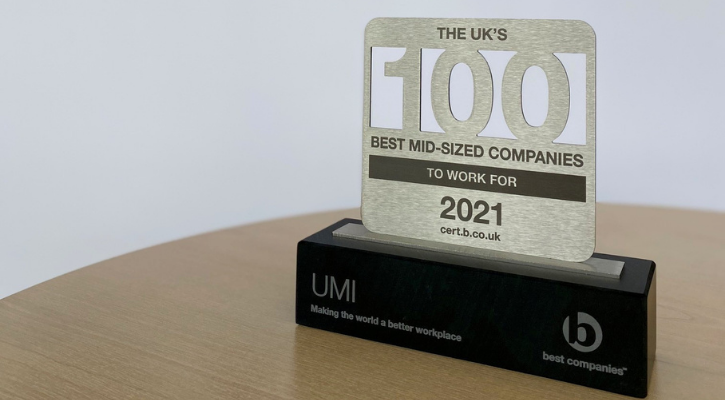 THE UK'S
100
BEST MID-SIZED COMPANIES
TO WORK FOR
2021
cert.b.co.uk
UMI
Making the world a better workplace
b
best companies™